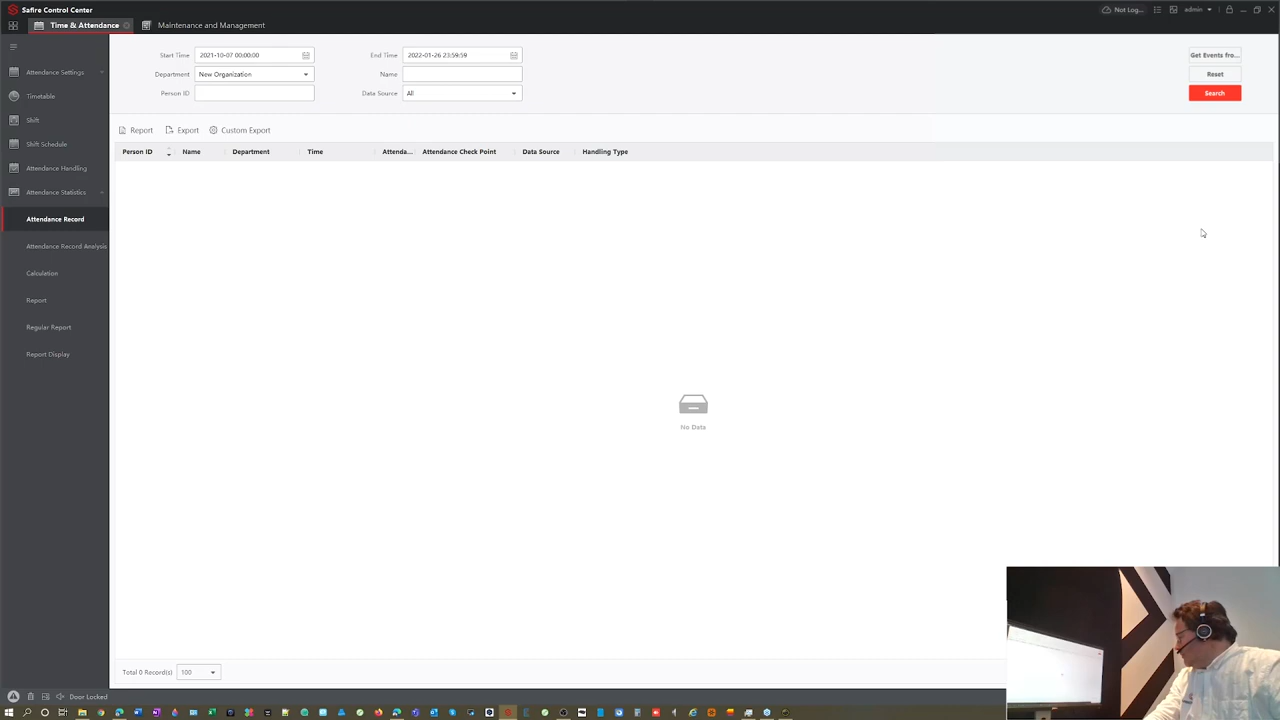 Safire Control Center
Not Log...
admin
Time & Attendance
Maintenance and Management
Attendance Settings
Timetable
Shift
Shift Schedule
Attendance Handling
Attendance Statistics
Attendance Record
Attendance Record Analysis
Calculation
Report
Regular Report
Report Display
Start Time
2021-10-07 00:00:00
End Time
2022-01-26 23:59:59
Get Events fro...
Department
New Organization
Name
Reset
Person ID
Data Source
All
Search
Report
Export
Custom Export
Person ID
Name
Department
Time
Attenda...
Attendance Check Point
Data Source
Handling Type
No Data
Total 0 Record(s)
100
Door Locked